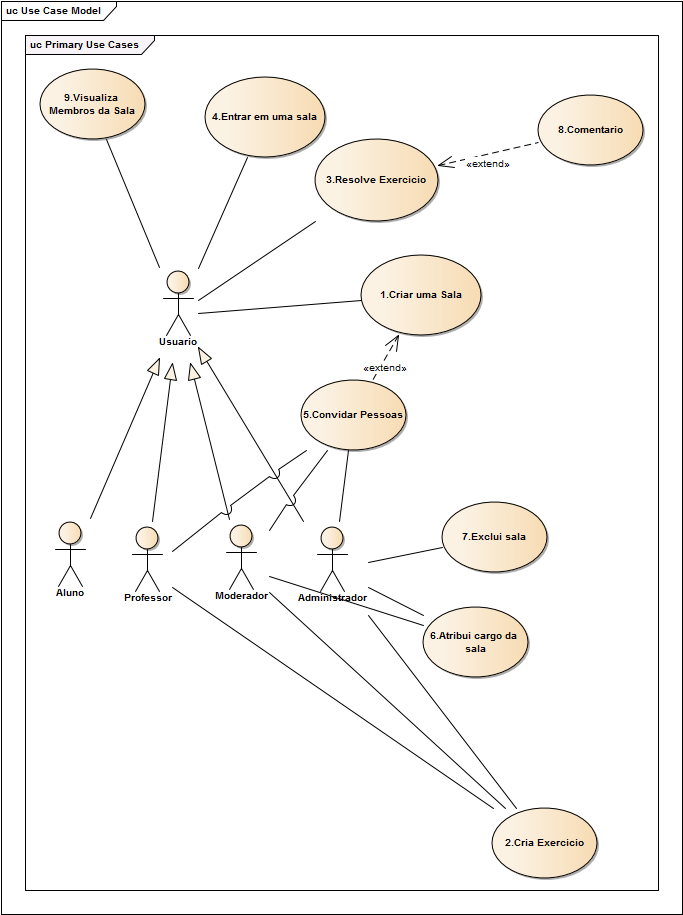 uc Use Case Model
uc Primary Use Cases
9.Visualiza
Membros da Sala
4.Entrar em uma sala
8.Comentario
«extend»
3.Resolve Exercicio
1.Criar uma Sala
Usuario
«extend»
5.Convidar Pessoas
7.Exclui sala
Aluno
Professor
Moderador
Administrador
6.Atribui cargo da
sala
2.Cria Exercicio